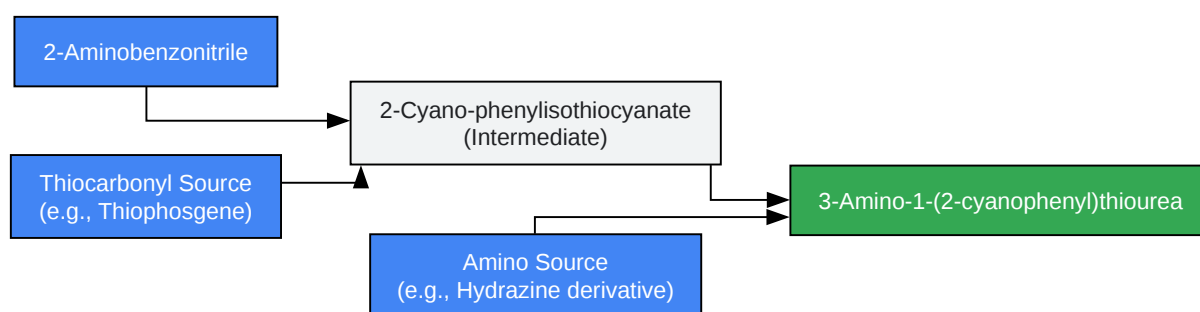 2-Aminobenzonitrile
2-Cyano-phenylisothiocyanate
(Intermediate)
Thiocarbonyl Source
(e.g., Thiophosgene)
3-Amino-1-(2-cyanophenyl)thiourea
Amino Source
(e.g., Hydrazine derivative)